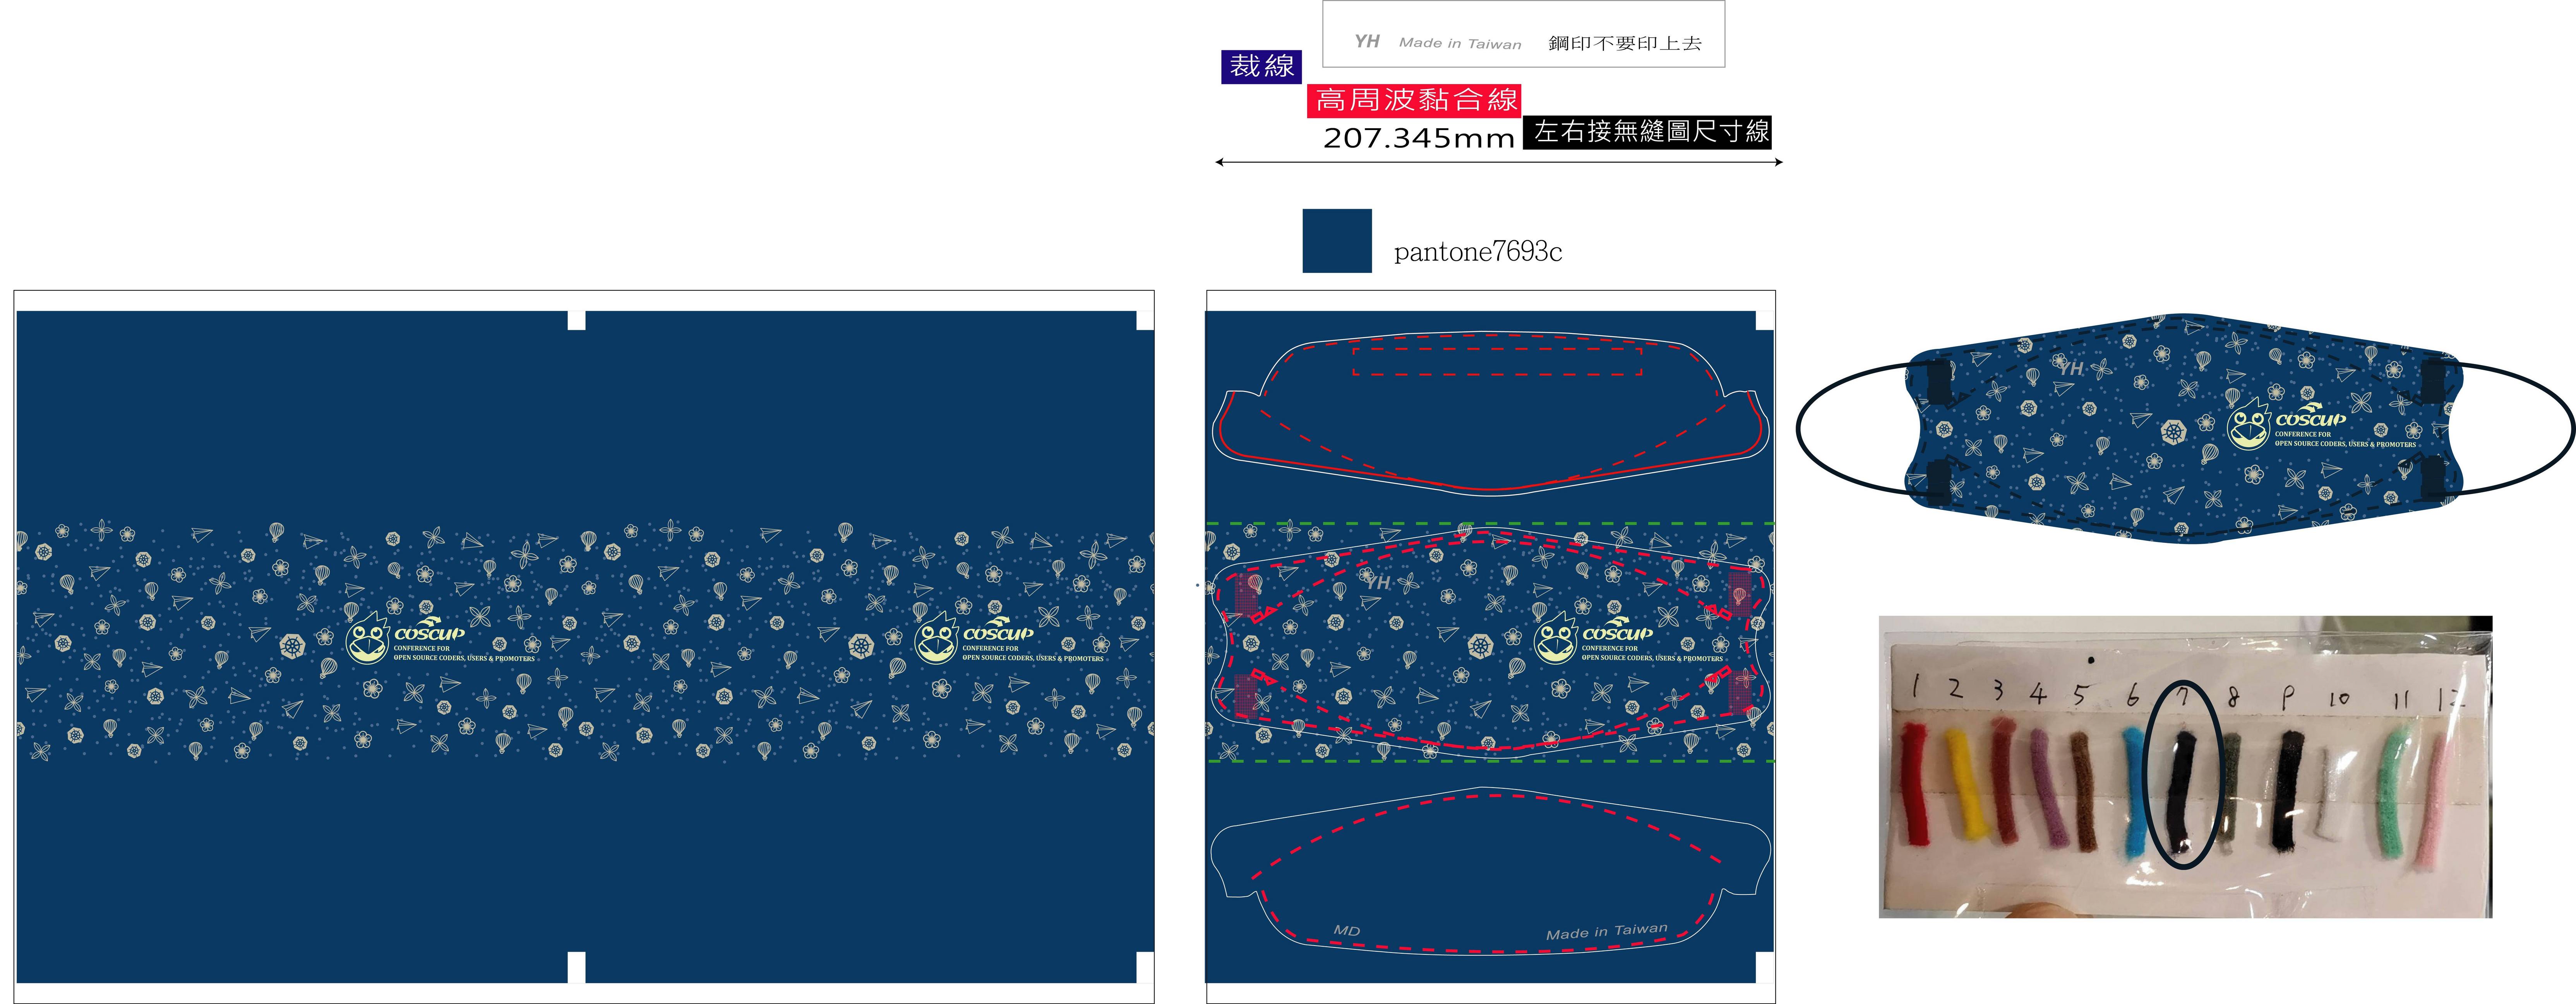 YH Made in Taiwan 鋼印不要印上去
裁線
高周波黏合線
207.345mm 左右接無縫圖尺寸線
pantone7693c
COSCUP
CONFERENCE FOR
OPEN SOURCE CODERS, USERS & PROMOTERS
COSCUP
CONFERENCE FOR
OPEN SOURCE CODERS, USERS & PROMOTERS
YH
COSCUP
CONFERENCE FOR
OPEN SOURCE CODERS, USERS & PROMOTERS
MD Made in Taiwan
YH
COSCUP
CONFERENCE FOR
OPEN SOURCE CODERS, USERS & PROMOTERS
1 2 3 4 5 6 7 8 9 10 11 12